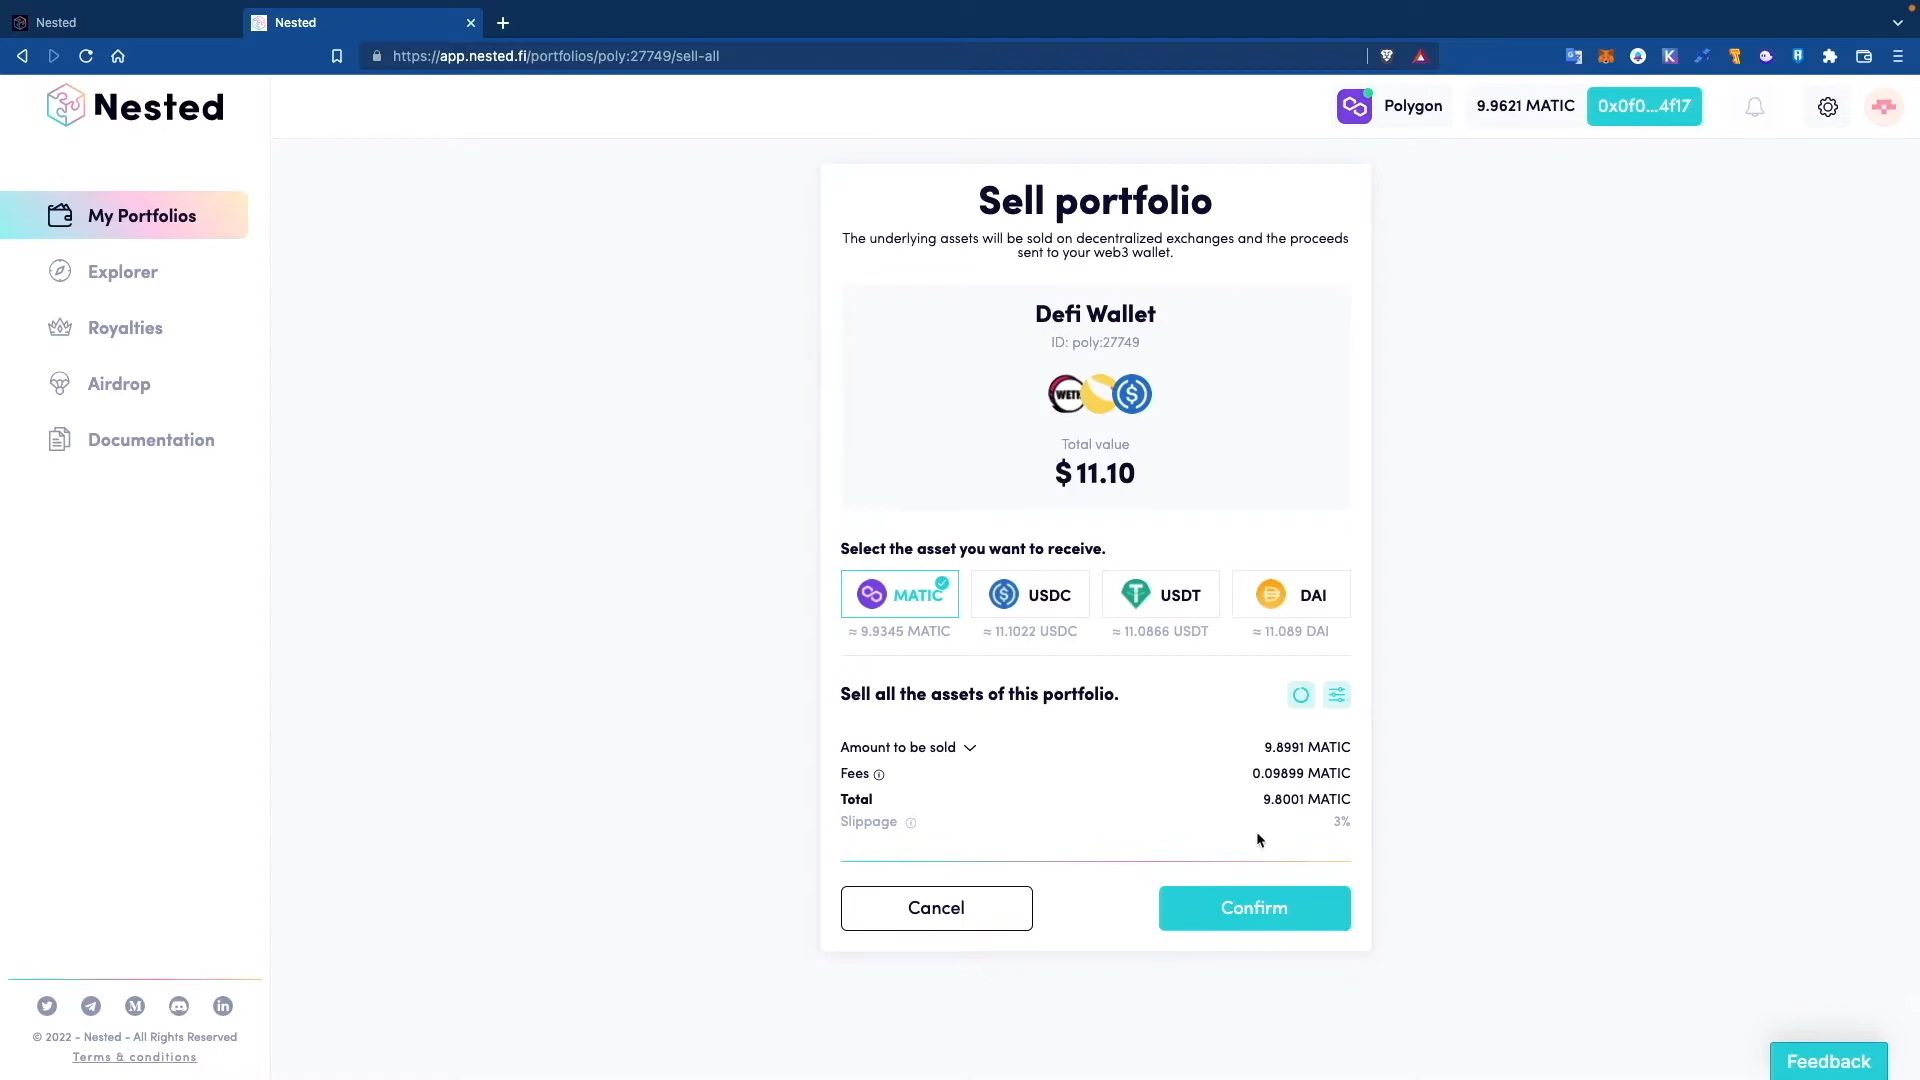 Nested
Nested
https://app.nested.fi/portfolios/poly:27749/sell-all
Nested
Polygon
9.9621 MATIC
0x0f0...4f17
My Portfolios
Explorer
Royalties
Airdrop
Documentation
Sell portfolio
The underlying assets will be sold on decentralized exchanges and the proceeds
sent to your web3 wallet.
Defi Wallet
ID: poly:27749
WETH
Total value
$ 11.10
Select the asset you want to receive.
MATIC
USDC
USDT
DAI
≈ 9.9345 MATIC
≈ 11.1022 USDC
≈ 11.0866 USDT
≈ 11.089 DAI
Sell all the assets of this portfolio.
Amount to be sold
9.8991 MATIC
Fees
0.09899 MATIC
Total
9.8001 MATIC
Slippage
3%
Cancel
Confirm
© 2022 - Nested - All Rights Reserved
Terms & conditions
Feedback